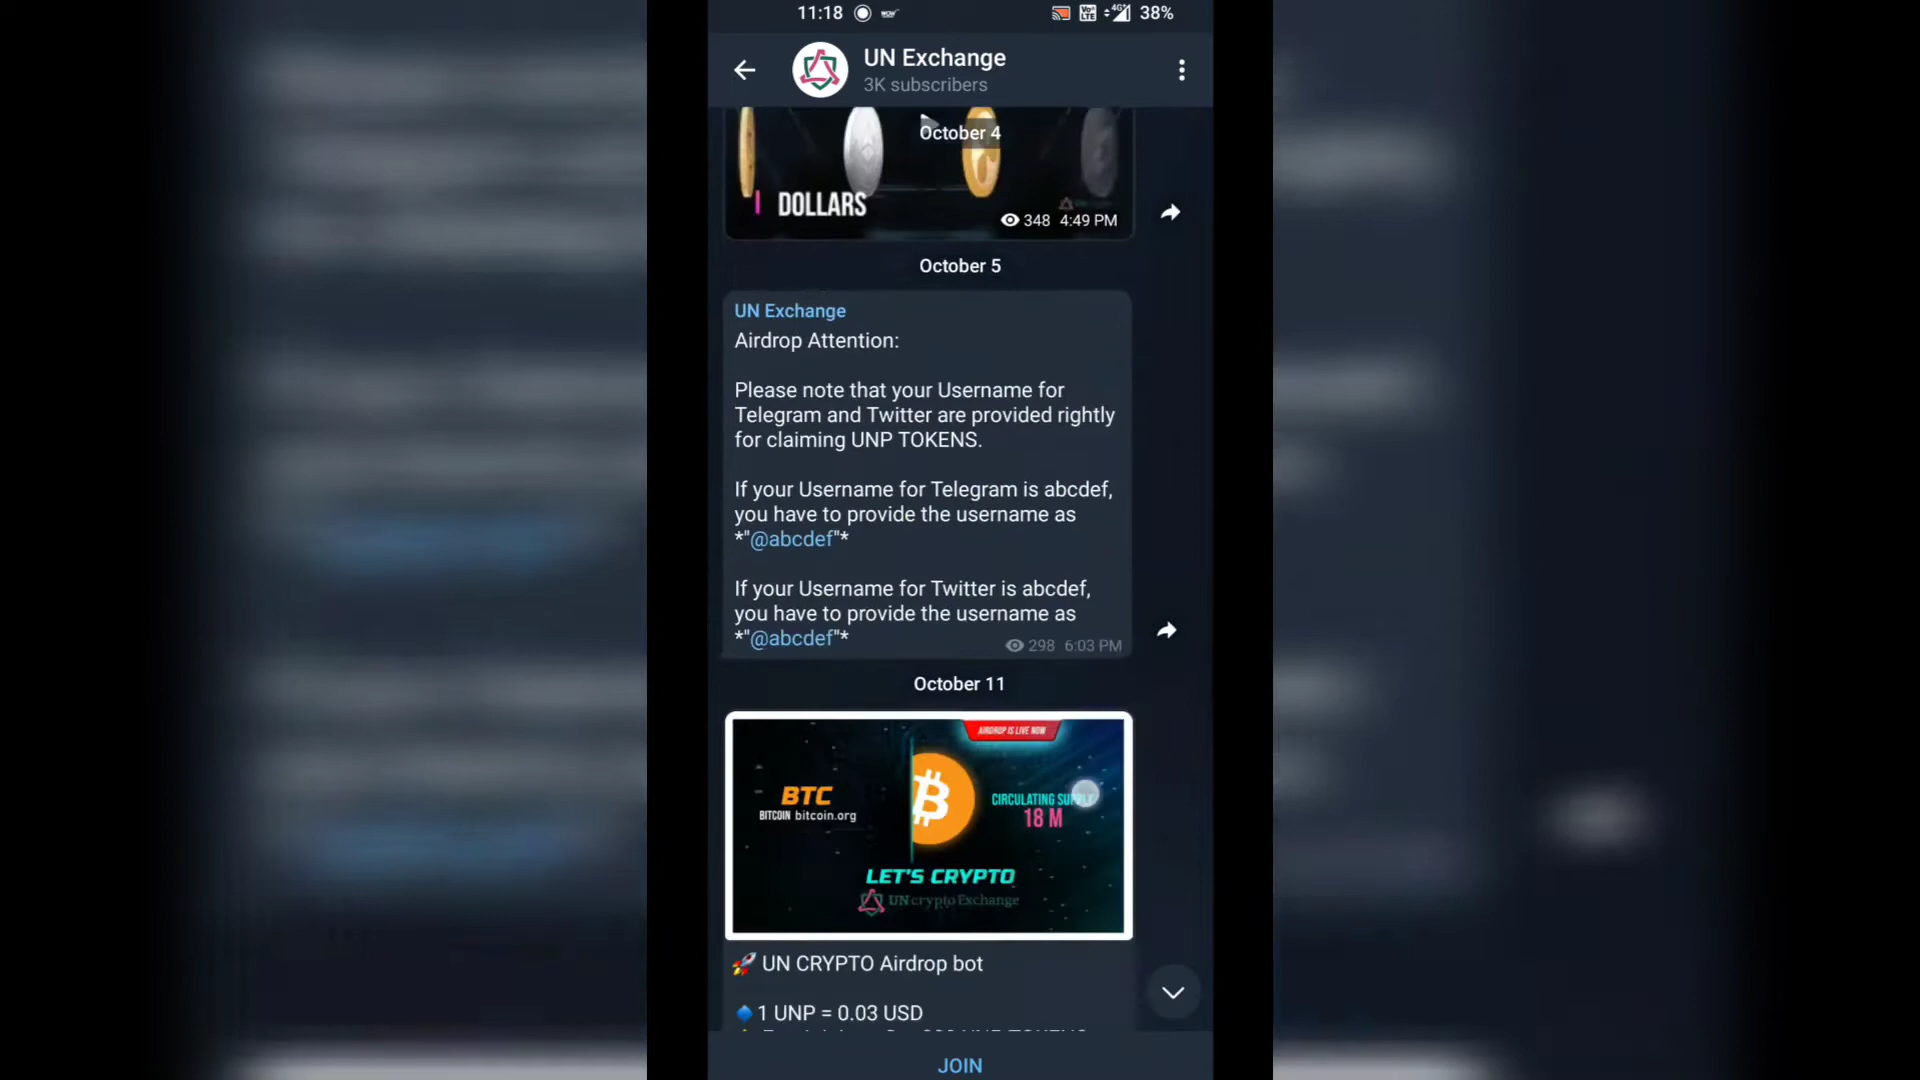 11:18
38%
UN Exchange
3K subscribers
October 4
DOLLARS
348 4:49 PM
October 5
UN Exchange
Airdrop Attention:
Please note that your Username for
Telegram and Twitter are provided rightly
for claiming UNP TOKENS.
If your Username for Telegram is abcdef,
you have to provide the username as
*"@abcdef"*
If your Username for Twitter is abcdef,
you have to provide the username as
*"@abcdef"*
298 6:03 PM
October 11
AIRDROP IS LIVE NOW
BTC
BITCOIN bitcoin.org
CIRCULATING
18 M
LET'S CRYPTO
UNcryptoExchange
🚀 UN CRYPTO Airdrop bot
🔹1 UNP = 0.03 USD
JOIN